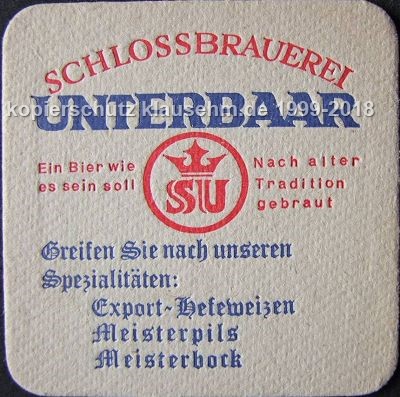 SCHLOSSBRAUEREI
UNTERBAAR
kopierschutz klausehm.de 1999-2018
Ein Bier wie
es sein soll
SU
Nach alter
Tradition
gebraut
Greifen Sie nach unseren
Spezialitäten:
Export-Hefeweizen
Meisterpils
Meisterbock